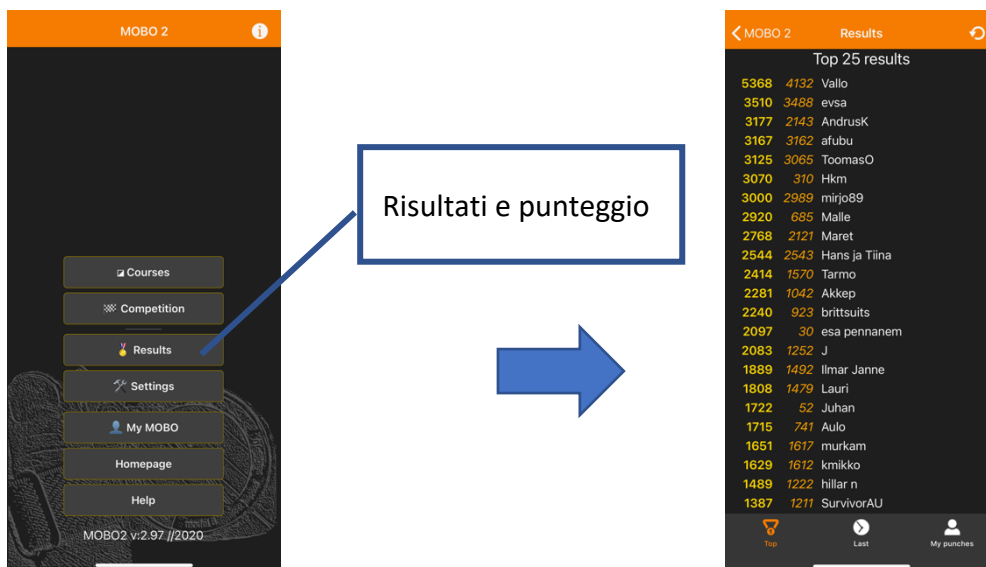 MOBO 2
Courses
Competition
Results
Settings
My MOBO
Homepage
Help
MOBO2 v:2.97 //2020
Risultati e punteggio
MOBO 2 Results
Top 25 results
5368 4132 Vallo
3510 3488 evsa
3177 2143 AndrusK
3167 3162 afubu
3125 3065 ToomasO
3070 310 Hkm
3000 2989 mirjo89
2920 685 Malle
2768 2121 Maret
2544 2543 Hans ja Tiina
2414 1570 Tarmo
2281 1042 Akkep
2240 923 brittsuits
2097 30 esa pennanem
2083 1252 J
1889 1492 Ilmar Janne
1808 1479 Lauri
1722 52 Juhan
1715 741 Aulo
1651 1617 murkam
1629 1612 kmikko
1489 1222 hillar n
1387 1211 SurvivorAU
Top Last My punches